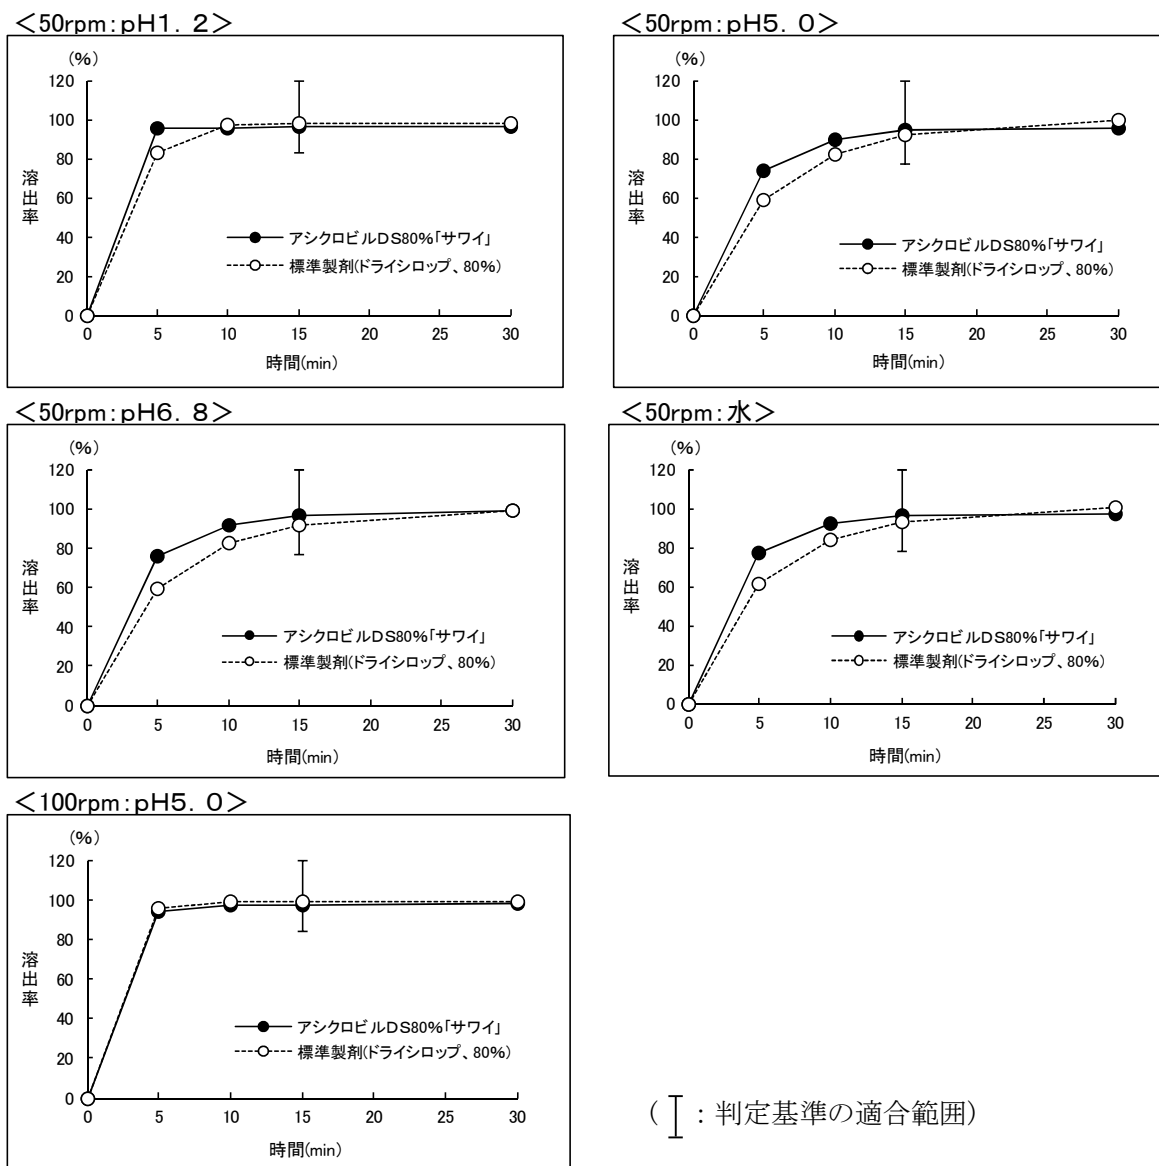 <50rpm:pH1.2>
(%)
120
100
80
60
40
20
0
溶出率
アシクロビルDS80%「サワイ」
標準製剤(ドライシロップ、80%)
0 5 10 15 20 25 30
時間(min)
<50rpm:pH5.0>
(%)
120
100
80
60
40
20
0
溶出率
アシクロビルDS80%「サワイ」
標準製剤(ドライシロップ、80%)
0 5 10 15 20 25 30
時間(min)
<50rpm:pH6.8>
(%)
120
100
80
60
40
20
0
溶出率
アシクロビルDS80%「サワイ」
標準製剤(ドライシロップ、80%)
0 5 10 15 20 25 30
時間(min)
<50rpm:水>
(%)
120
100
80
60
40
20
0
溶出率
アシクロビルDS80%「サワイ」
標準製剤(ドライシロップ、80%)
0 5 10 15 20 25 30
時間(min)
<100rpm:pH5.0>
(%)
120
100
80
60
40
20
0
溶出率
アシクロビルDS80%「サワイ」
標準製剤(ドライシロップ、80%)
0 5 10 15 20 25 30
時間(min)
( :判定基準の適合範囲)